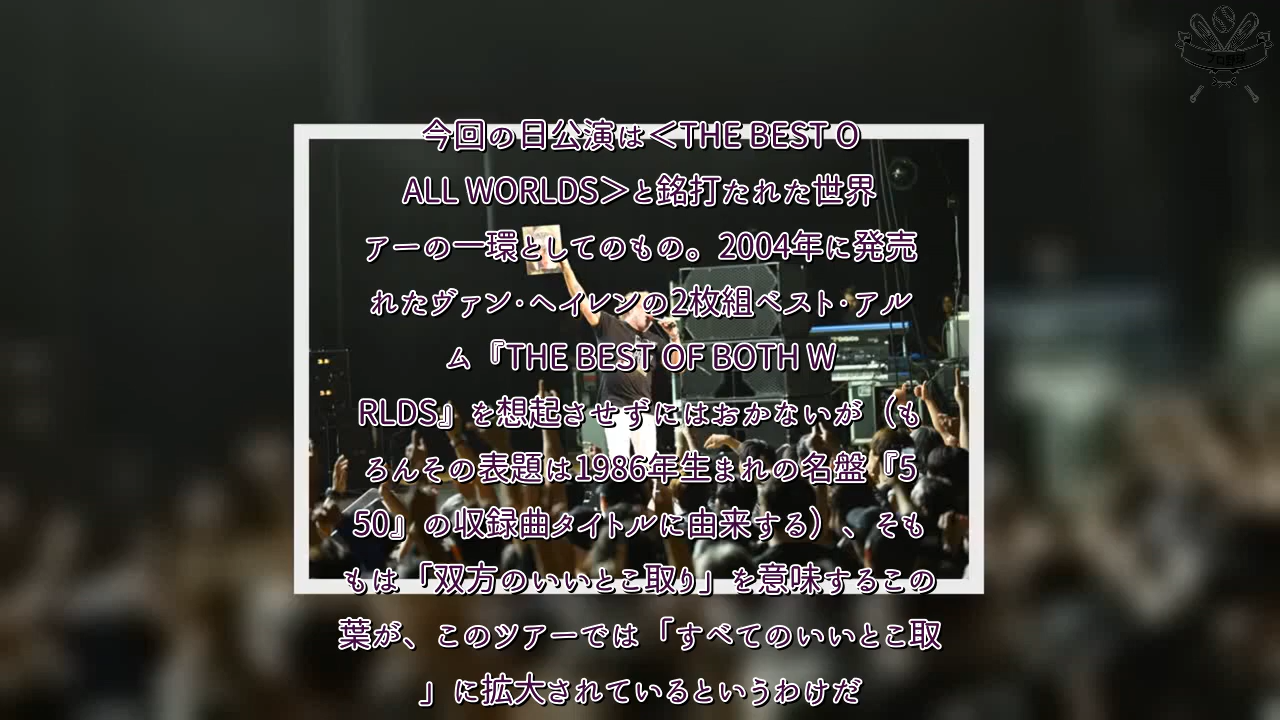 今回の日公演は＜THE BEST O
ALL WORLDS＞と銘打たれた世界
アーの一環としてのもの。2004年に発売
れたヴァン・ヘイレンの2枚組ベスト・アル
ム『THE BEST OF BOTH W
RLDS』を想起させずにはおかないが（も
ろんその表題は1986年生まれの名盤『5
50』の収録曲タイトルに由来する）、そも
もは「双方のいいとこ取り」を意味するこの
葉が、このツアーでは「すべてのいいとこ取
」に拡大されているというわけだ